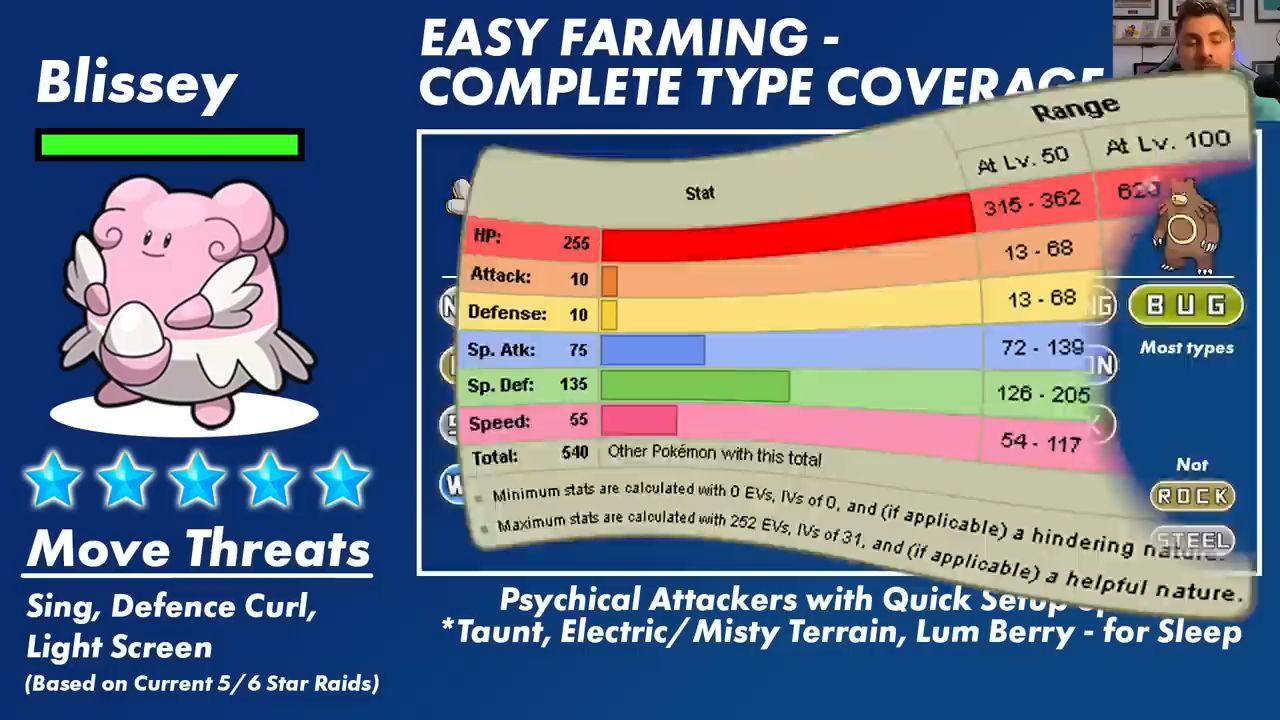 EASY FARMING -
COMPLETE TYPE COVERAGE
Blissey
Range
Stat At Lv. 50 At Lv. 100
HP: 255 315 - 362
Attack: 10 13 - 68
Defense: 10 13 - 68
Sp. Atk: 75 72 - 139
Sp. Def: 135 126 - 205
Speed: 55 54 - 117
Total: 540 Other Pokémon with this total
Minimum stats are calculated with 0 EVs, IVs of 0, and (if applicable) a hindering nature.
Maximum stats are calculated with 252 EVs, IVs of 31, and (if applicable) a helpful nature.
BUG
Most types
Not
ROCK
STEEL
Move Threats
Sing, Defence Curl,
Light Screen
(Based on Current 5/6 Star Raids)
Psychical Attackers with Quick Setup
*Taunt, Electric/Misty Terrain, Lum Berry - for Sleep